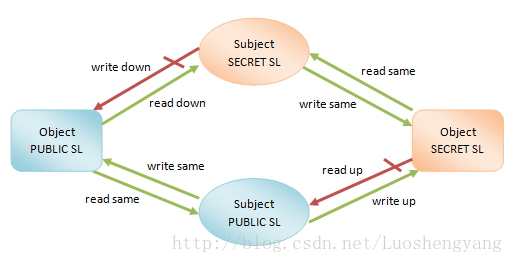 Subject
SECRET SL
write down
read down
read same
write same
Object
PUBLIC SL
Object
SECRET SL
write same
read same
read up
write up
Subject
PUBLIC SL
http://blog.csdn.net/Luoshengyang